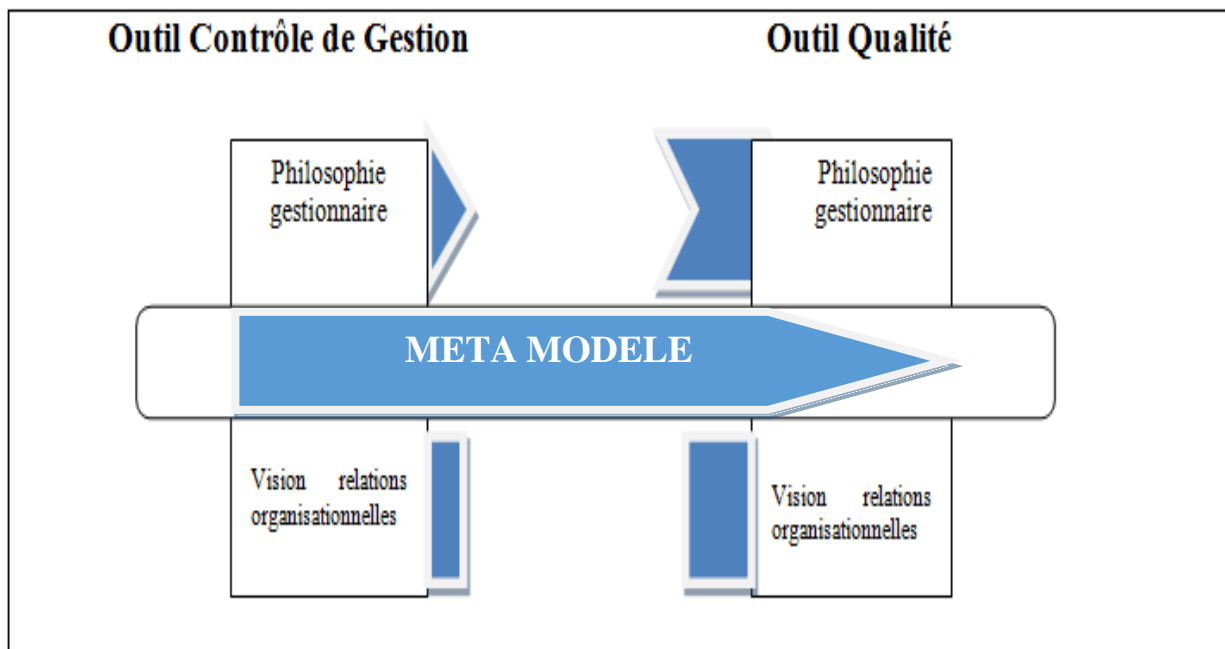 Outil Contrôle de Gestion
Outil Qualité
Philosophie
gestionnaire
Philosophie
gestionnaire
META MODELE
Vision relations
organisationnelles
Vision relations
organisationnelles